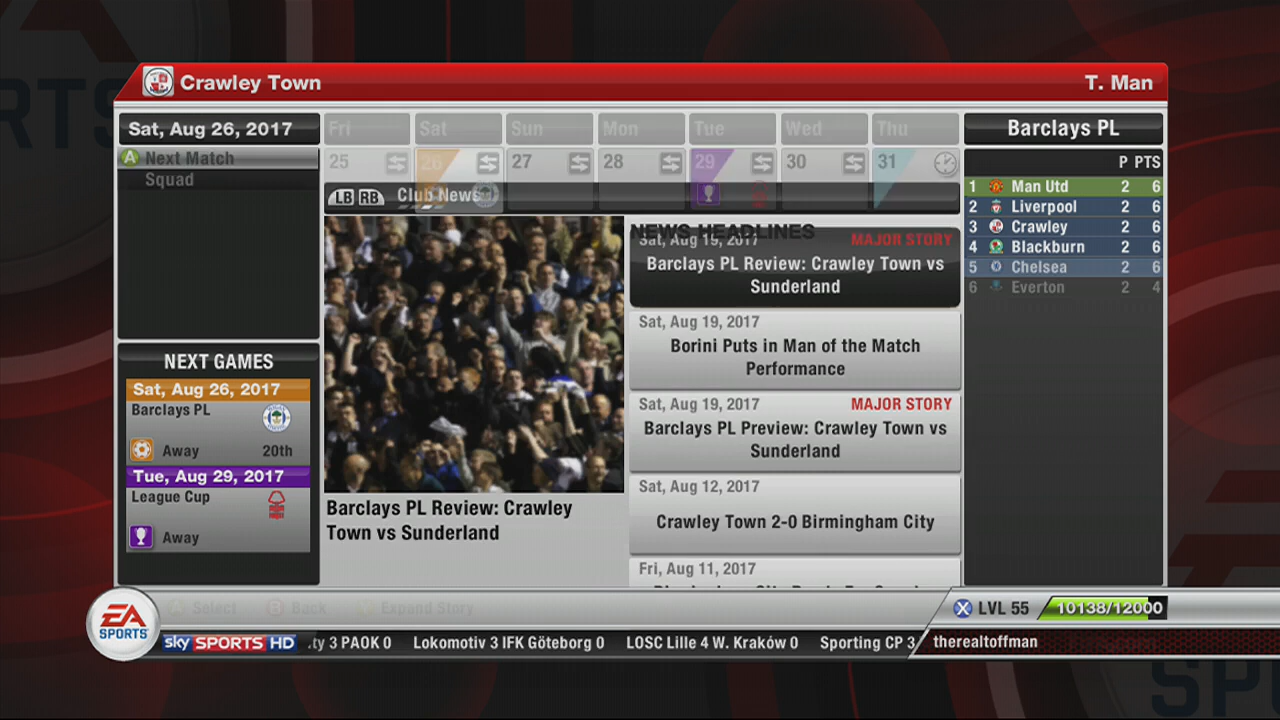 Crawley Town
T. Man
Sat, Aug 26, 2017
Fri
Sat
Sun
Mon
Tue
Wed
Thu
Barclays PL
A Next Match
Squad
25
26
27
28
29
30
31
LB RB Club News
P PTS
1 Man Utd 2 6
2 Liverpool 2 6
3 Crawley 2 6
4 Blackburn 2 6
5 Chelsea 2 6
6 Everton 2 4
NEXT GAMES
Sat, Aug 26, 2017
Barclays PL
Away 20th
Tue, Aug 29, 2017
League Cup
Away
NEWS HEADLINES
Sat, Aug 19, 2017 MAJOR STORY
Barclays PL Review: Crawley Town vs
Sunderland
Sat, Aug 19, 2017
Borini Puts in Man of the Match
Performance
Sat, Aug 19, 2017 MAJOR STORY
Barclays PL Preview: Crawley Town vs
Sunderland
Sat, Aug 12, 2017
Crawley Town 2-0 Birmingham City
Fri, Aug 11, 2017
Barclays PL Review: Crawley
Town vs Sunderland
A Select B Back Y Expand Story
X LVL 55 10138/12000
EA
SPORTS
sky SPORTS HD .ty 3 PAOK 0 Lokomotiv 3 IFK Göteborg 0 LOSC Lille 4 W. Kraków 0 Sporting CP 3
therealtoffman
SPORTS
SP